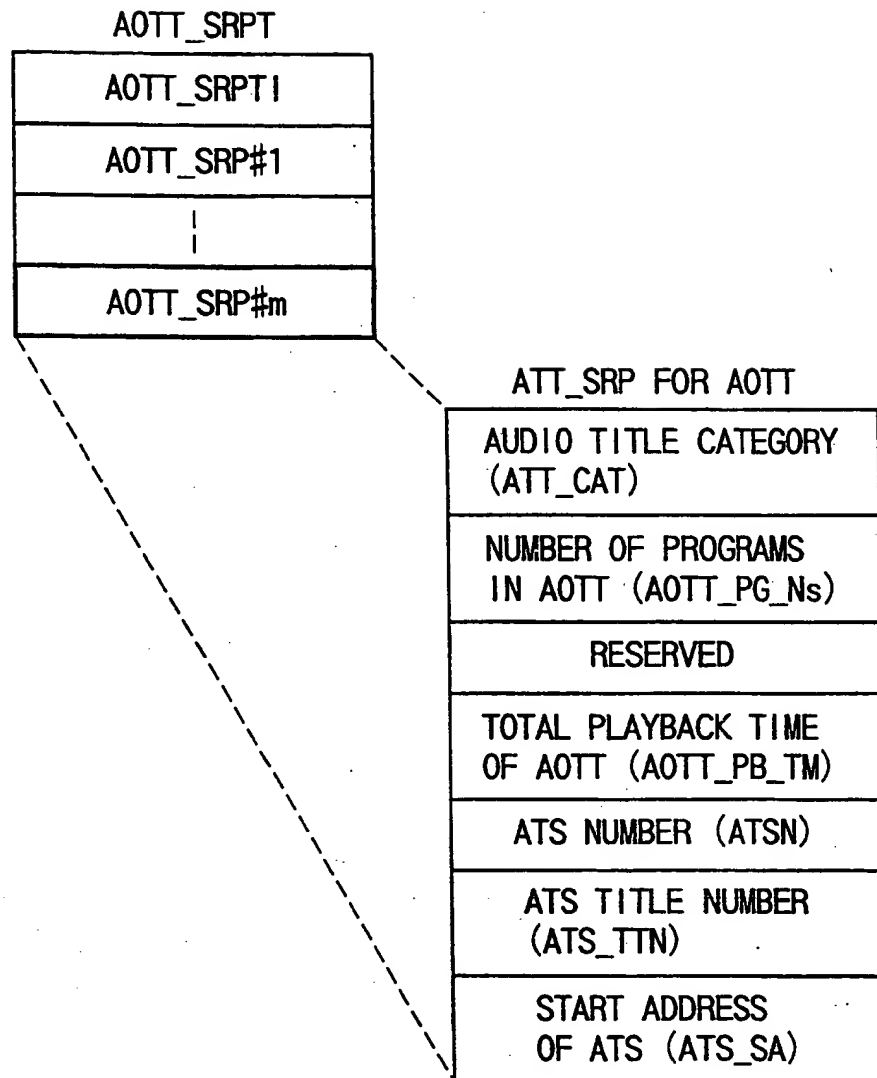 AOTT_SRPT
AOTT_SRPTI
AOTT_SRP#1
AOTT_SRP#m
ATT_SRP FOR AOTT
AUDIO TITLE CATEGORY
(ATT_CAT)
NUMBER OF PROGRAMS
IN AOTT (AOTT_PG_Ns)
RESERVED
TOTAL PLAYBACK TIME
OF AOTT (AOTT_PB_TM)
ATS NUMBER (ATSN)
ATS TITLE NUMBER
(ATS_TTN)
START ADDRESS
OF ATS (ATS_SA)